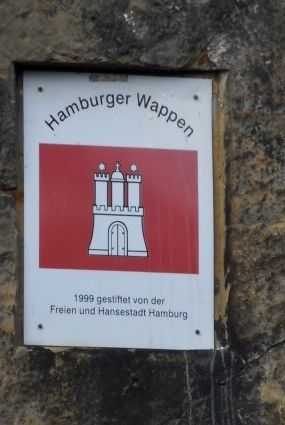 Hamburger Wappen
1999 gestiftet von der
Freien und Hansestadt Hamburg